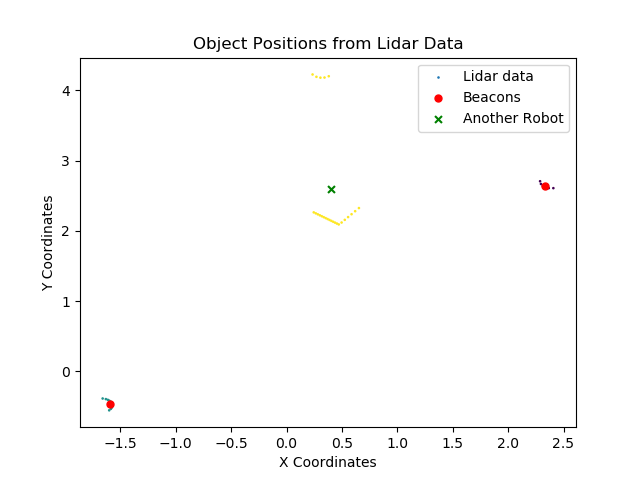 Object Positions from Lidar Data
Lidar data
Beacons
Another Robot
Y Coordinates
4
3
2
1
0
−1.5
−1.0
−0.5
0.0
0.5
1.0
1.5
2.0
2.5
X Coordinates